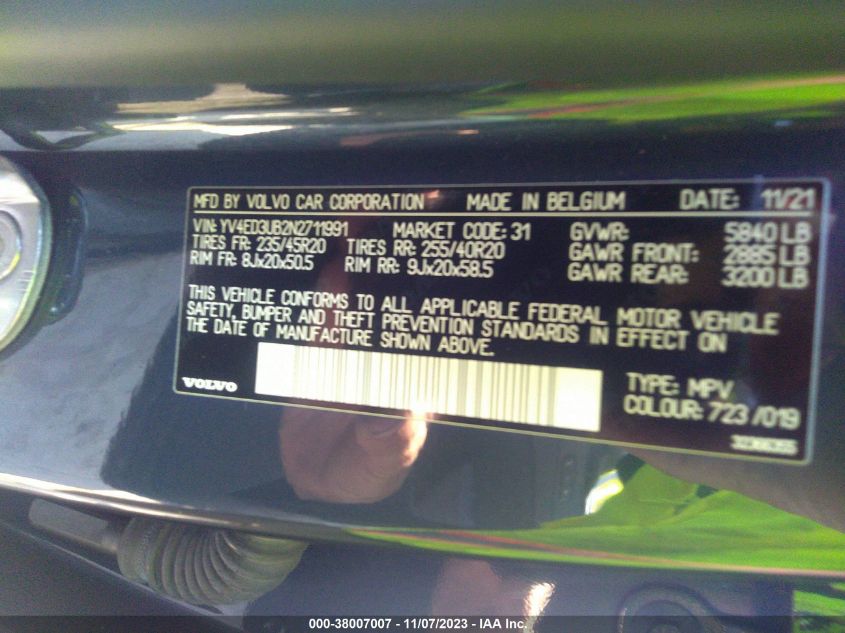 MFD BY VOLVO CAR CORPORATION MADE IN BELGIUM DATE: 11/21
VIN: YV4ED3UB2N2711991 MARKET CODE: 31 GVWR: 5840 LB
TIRES FR: 235/45R20 TIRES RR: 255/40R20 GAWR FRONT: 2885 LB
RIM FR: 8Jx20x50.5 RIM RR: 9Jx20x58.5 GAWR REAR: 3200 LB
THIS VEHICLE CONFORMS TO ALL APPLICABLE FEDERAL MOTOR VEHICLE
SAFETY, BUMPER AND THEFT PREVENTION STANDARDS IN EFFECT ON
THE DATE OF MANUFACTURE SHOWN ABOVE.
VOLVO TYPE: MPV
COLOUR: 723 /019
000-38007007 - 11/07/2023 - IAA Inc.